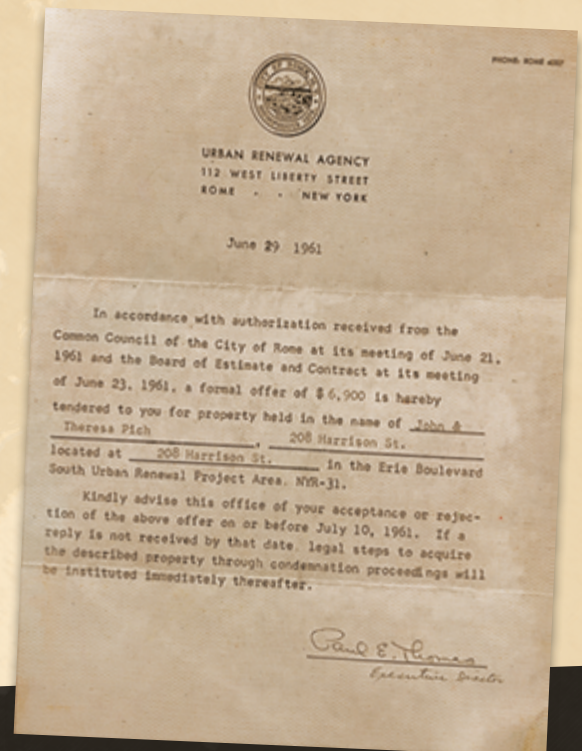 PHONE: ROME
CITY OF ROME, N.Y.
URBAN RENEWAL AGENCY
112 WEST LIBERTY STREET
ROME - - NEW YORK
June 29 1961
In accordance with authorization received from the
Common Council of the City of Rome at its meeting of June 21,
1961 and the Board of Estimate and Contract at its meeting
of June 23, 1961, a formal offer of $6,900 is hereby
tendered to you for property held in the name of John &
Theresa Pich, 208 Harrison St.
located at 208 Harrison St. in the Erie Boulevard
South Urban Renewal Project Area, NYR-31.
Kindly advise this office of your acceptance or rejec-
tion of the above offer on or before July 10, 1961. If a
reply is not received by that date, legal steps to acquire
the described property through condemnation proceedings will
be instituted immediately thereafter.
Paul E. Thomas
Executive Director